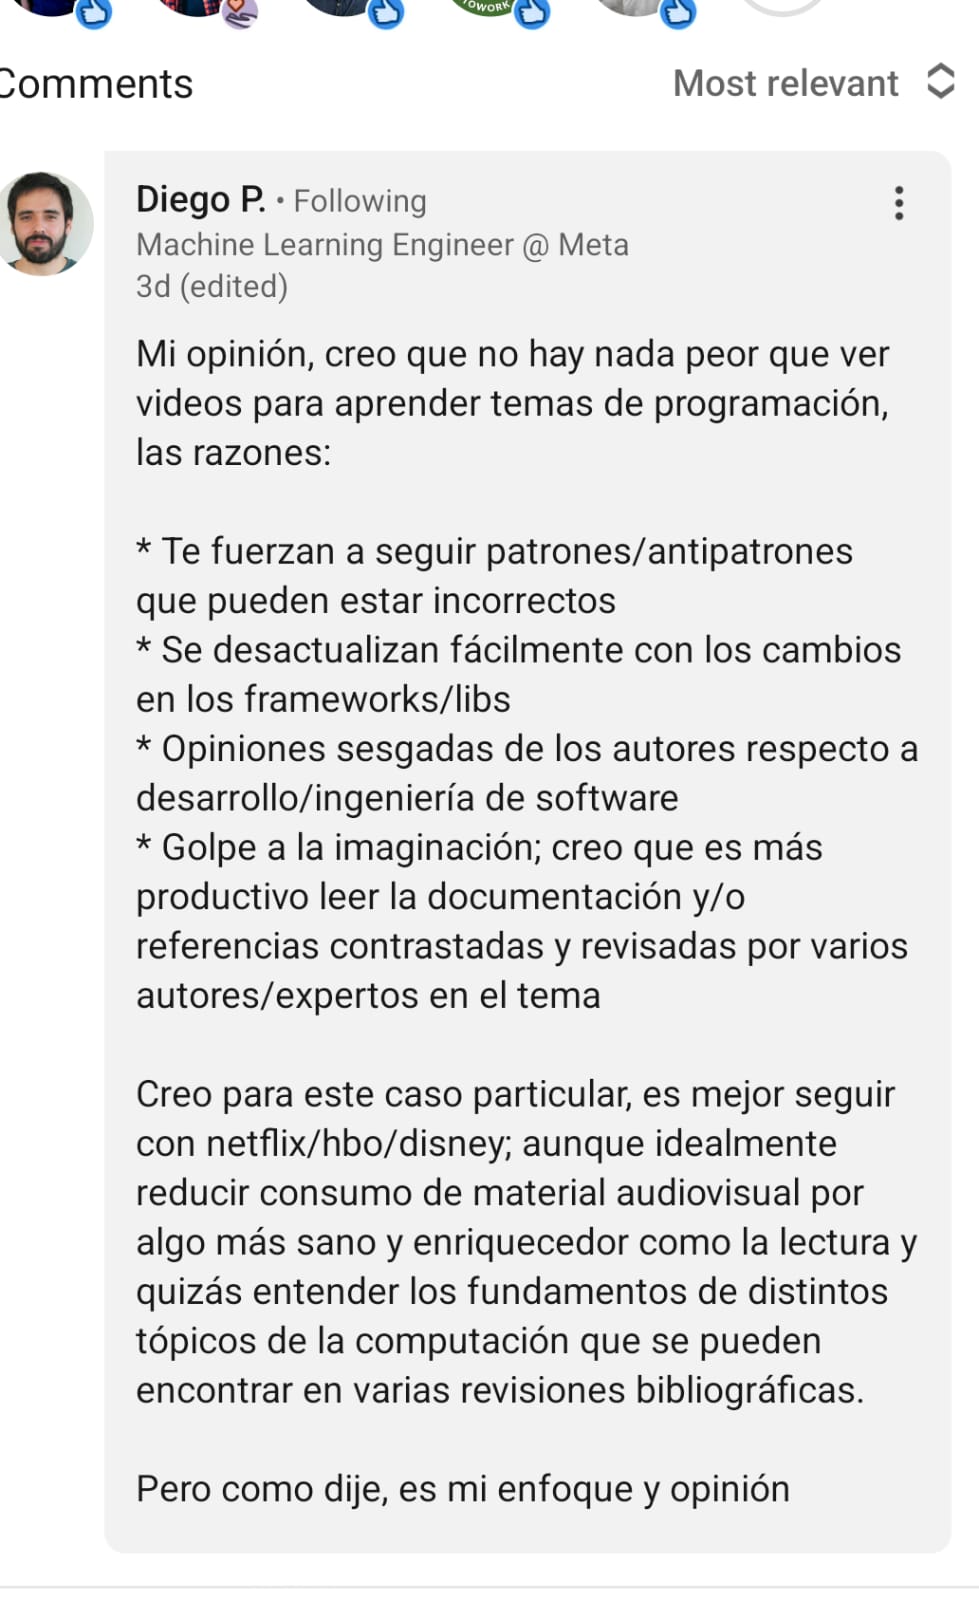 OWORK
Comments
Most relevant
Diego P. • Following
Machine Learning Engineer @ Meta
3d (edited)
Mi opinión, creo que no hay nada peor que ver
videos para aprender temas de programación,
las razones:
* Te fuerzan a seguir patrones/antipatrones
que pueden estar incorrectos
* Se desactualizan fácilmente con los cambios
en los frameworks/libs
* Opiniones sesgadas de los autores respecto a
desarrollo/ingeniería de software
* Golpe a la imaginación; creo que es más
productivo leer la documentación y/o
referencias contrastadas y revisadas por varios
autores/expertos en el tema
Creo para este caso particular, es mejor seguir
con netflix/hbo/disney; aunque idealmente
reducir consumo de material audiovisual por
algo más sano y enriquecedor como la lectura y
quizás entender los fundamentos de distintos
tópicos de la computación que se pueden
encontrar en varias revisiones bibliográficas.
Pero como dije, es mi enfoque y opinión